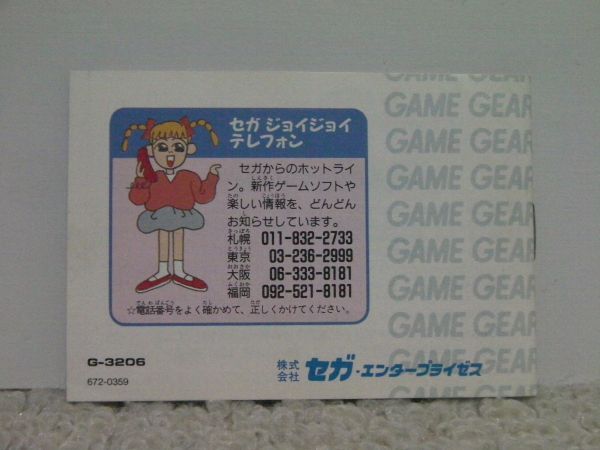 セガ ジョイジョイ
テレフォン
セガからのホットライ
ン。新作ゲームソフトや
楽しい情報を、どんどん
お知らせしています。
札幌 011-832-2733
東京 03-236-2999
大阪 06-333-8181
福岡 092-521-8181
☆電話番号をよく確かめて、正しくかけてください。
G-3206
672-0359
株式会社 セガ・エンタープライゼス
GAME GEAR
GAME GEAR
GAME GEAR
GAME GEAR
GAME GEAR
GAME GEAR
GAME GEAR
GAME GEAR
GAME GEAR
GAME GEAR